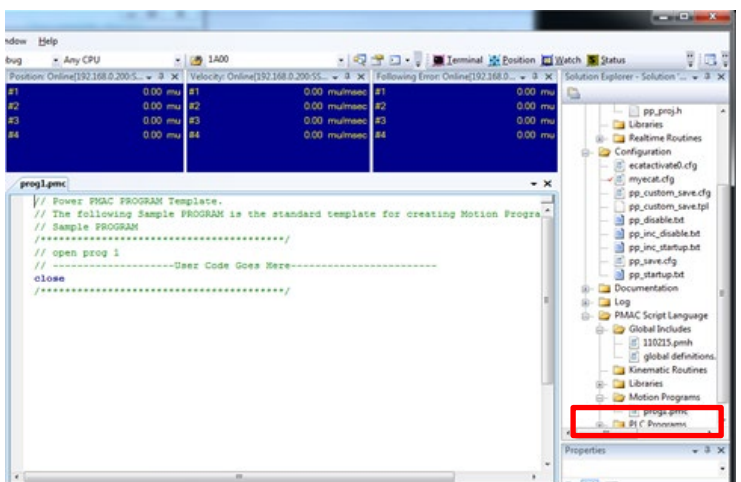 ndow Help
bug Any CPU 1A00 Terminal Position Watch Status
Position: Online[192.168.0.200:S...
#1 0.00 mu
#2 0.00 mu
#3 0.00 mu
#4 0.00 mu
Velocity: Online[192.168.0.200:SS...
#1 0.00 mu/msec
#2 0.00 mu/msec
#3 0.00 mu/msec
#4 0.00 mu/msec
Following Error: Online[192.168.0...
#1 0.00 mu
#2 0.00 mu
#3 0.00 mu
#4 0.00 mu
prog1.pmc
// Power PMAC PROGRAM Template.
// The following Sample PROGRAM is the standard template for creating Motion Progra
// Sample PROGRAM
/*****************************************/
// open prog 1
// --------------------User Code Goes Here------------------------
close
/*****************************************/
Solution Explorer - Solution '...
pp_proj.h
Libraries
Realtime Routines
Configuration
ecatactivate0.cfg
myecat.cfg
pp_custom_save.cfg
pp_custom_save.tpl
pp_disable.txt
pp_inc_disable.txt
pp_inc_startup.txt
pp_save.cfg
pp_startup.txt
Documentation
Log
PMAC Script Language
Global Includes
110215.pmh
global definitions.
Kinematic Routines
Libraries
Motion Programs
prog1.pmc
PLC Programs
Properties